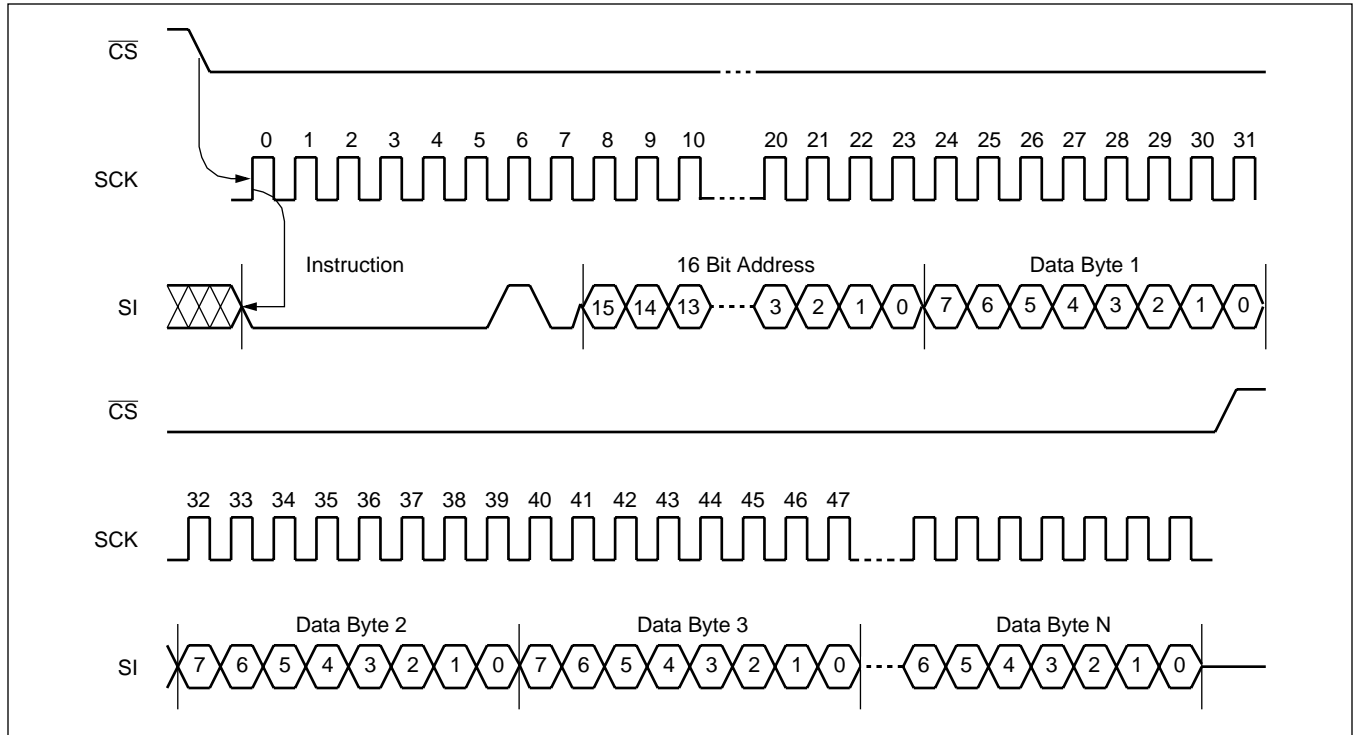 CS
0 1 2 3 4 5 6 7 8 9 10 20 21 22 23 24 25 26 27 28 29 30 31
SCK
Instruction 16 Bit Address Data Byte 1
SI 15 14 13 3 2 1 0 7 6 5 4 3 2 1 0
CS
32 33 34 35 36 37 38 39 40 41 42 43 44 45 46 47
SCK
Data Byte 2 Data Byte 3 Data Byte N
SI 7 6 5 4 3 2 1 0 7 6 5 4 3 2 1 0 6 5 4 3 2 1 0